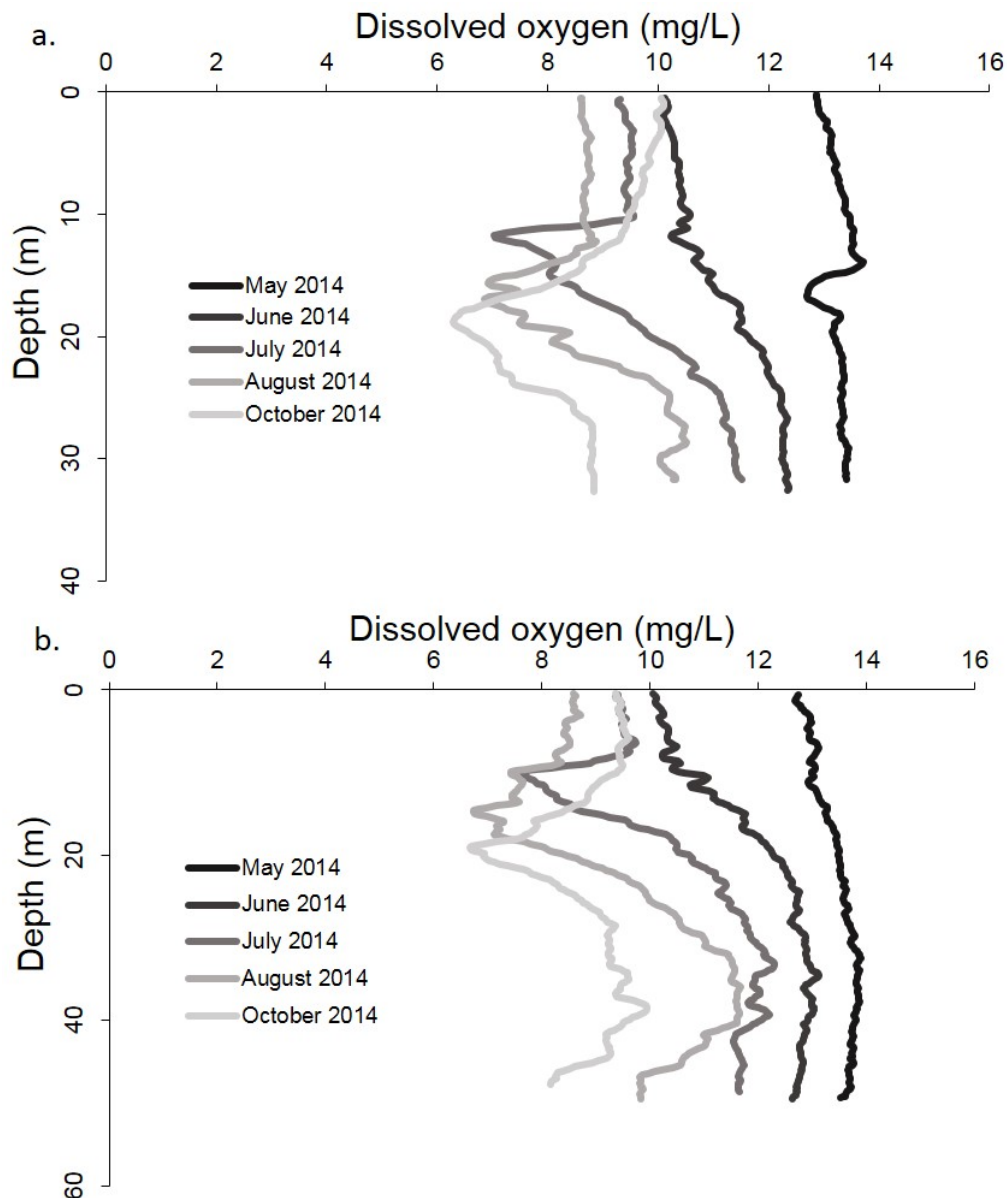 a.
Dissolved oxygen (mg/L)
0 2 4 6 8 10 12 14 16
0
10
20
30
40
Depth (m)
May 2014
June 2014
July 2014
August 2014
October 2014
b.
Dissolved oxygen (mg/L)
0 2 4 6 8 10 12 14 16
0
20
40
60
Depth (m)
May 2014
June 2014
July 2014
August 2014
October 2014